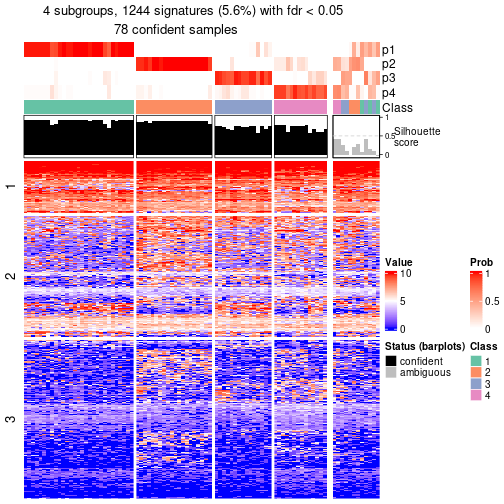 4 subgroups, 1244 signatures (5.6%) with fdr < 0.05
78 confident samples
p1
p2
p3
p4
Class
1
0.5
0
Silhouette
score
1
2
3
Value
10
5
0
Prob
1
0.5
0
Status (barplots)
confident
ambiguous
Class
1
2
3
4